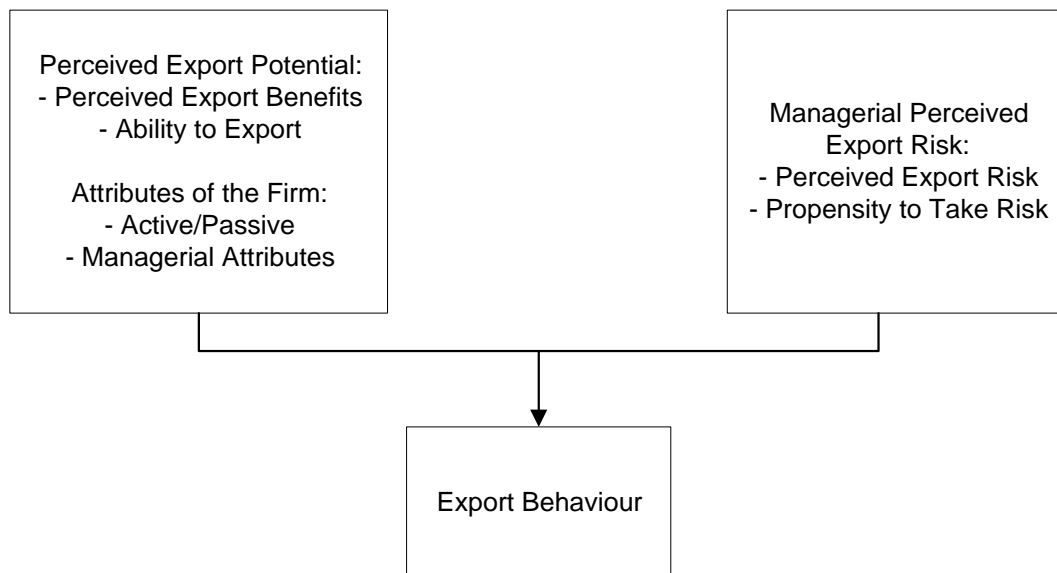 Perceived Export Potential:
- Perceived Export Benefits
- Ability to Export
Attributes of the Firm:
- Active/Passive
- Managerial Attributes
Managerial Perceived
Export Risk:
- Perceived Export Risk
- Propensity to Take Risk
Export Behaviour